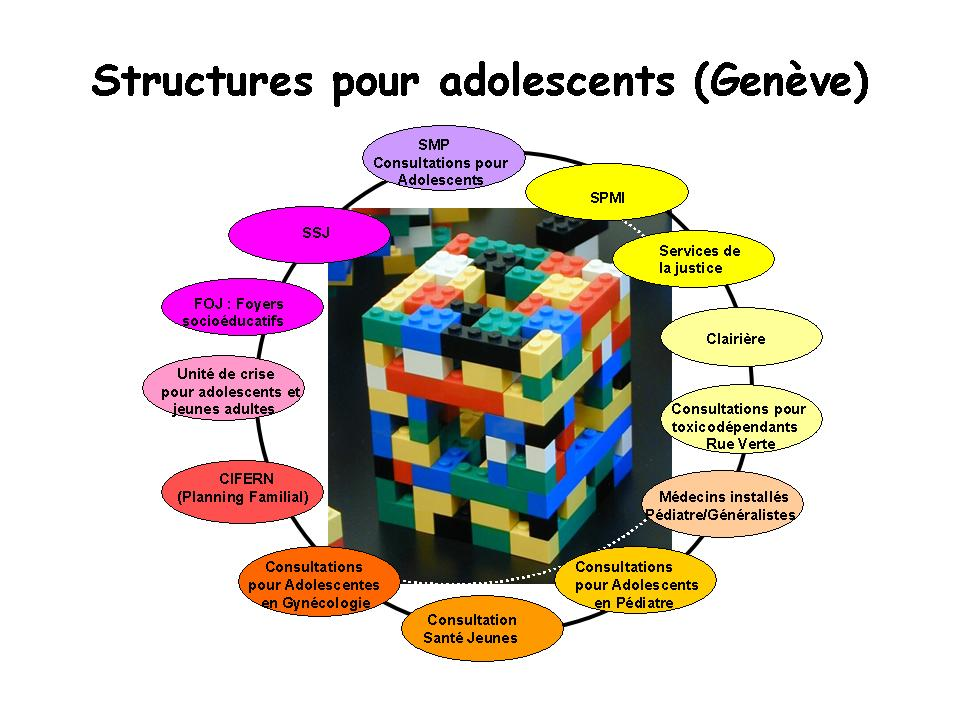 Structures pour adolescents (Genève)
SMP
Consultations pour
Adolescents
SPMI
Services de
la justice
Clairière
Consultations pour
toxicodépendants
Rue Verte
Médecins installés
Pédiatre/Généralistes
Consultations
pour Adolescents
en Pédiatre
Consultation
Santé Jeunes
Consultations
pour Adolescentes
en Gynécologie
CIFERN
(Planning Familial)
Unité de crise
pour adolescents et
jeunes adultes
FOJ : Foyers
socioéducatifs
SSJ